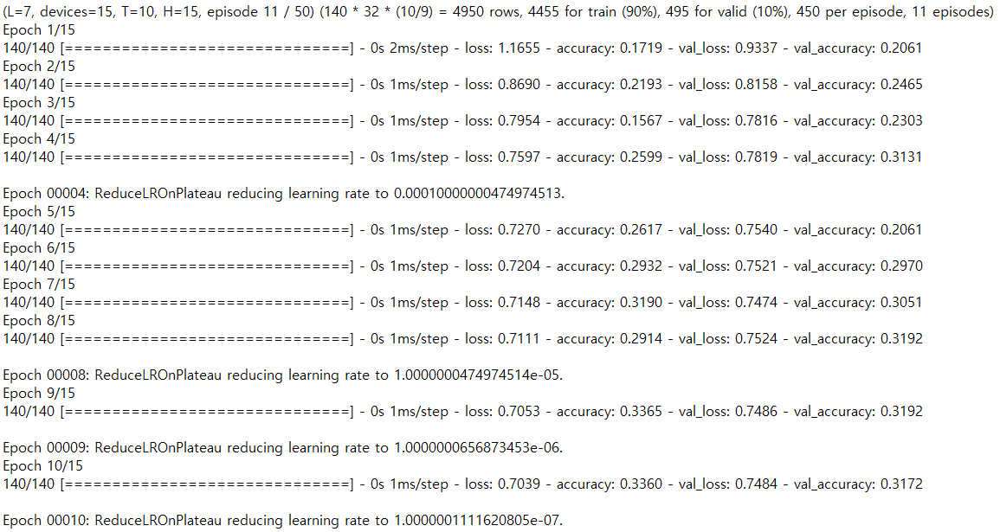 (L=7, devices=15, T=10, H=15, episode 11 / 50) (140 * 32 * (10/9) = 4950 rows, 4455 for train (90%), 495 for valid (10%), 450 per episode, 11 episodes)
Epoch 1/15
140/140 [==============================] - 0s 2ms/step - loss: 1.1655 - accuracy: 0.1719 - val_loss: 0.9337 - val_accuracy: 0.2061
Epoch 2/15
140/140 [==============================] - 0s 1ms/step - loss: 0.8690 - accuracy: 0.2193 - val_loss: 0.8158 - val_accuracy: 0.2465
Epoch 3/15
140/140 [==============================] - 0s 1ms/step - loss: 0.7954 - accuracy: 0.1567 - val_loss: 0.7816 - val_accuracy: 0.2303
Epoch 4/15
140/140 [==============================] - 0s 1ms/step - loss: 0.7597 - accuracy: 0.2599 - val_loss: 0.7819 - val_accuracy: 0.3131
Epoch 00004: ReduceLROnPlateau reducing learning rate to 0.00010000000474974513.
Epoch 5/15
140/140 [==============================] - 0s 1ms/step - loss: 0.7270 - accuracy: 0.2617 - val_loss: 0.7540 - val_accuracy: 0.2061
Epoch 6/15
140/140 [==============================] - 0s 1ms/step - loss: 0.7204 - accuracy: 0.2932 - val_loss: 0.7521 - val_accuracy: 0.2970
Epoch 7/15
140/140 [==============================] - 0s 1ms/step - loss: 0.7148 - accuracy: 0.3190 - val_loss: 0.7474 - val_accuracy: 0.3051
Epoch 8/15
140/140 [==============================] - 0s 1ms/step - loss: 0.7111 - accuracy: 0.2914 - val_loss: 0.7524 - val_accuracy: 0.3192
Epoch 00008: ReduceLROnPlateau reducing learning rate to 1.0000000474974514e-05.
Epoch 9/15
140/140 [==============================] - 0s 1ms/step - loss: 0.7053 - accuracy: 0.3365 - val_loss: 0.7486 - val_accuracy: 0.3192
Epoch 00009: ReduceLROnPlateau reducing learning rate to 1.0000000656873453e-06.
Epoch 10/15
140/140 [==============================] - 0s 1ms/step - loss: 0.7039 - accuracy: 0.3360 - val_loss: 0.7484 - val_accuracy: 0.3172
Epoch 00010: ReduceLROnPlateau reducing learning rate to 1.0000001111620805e-07.